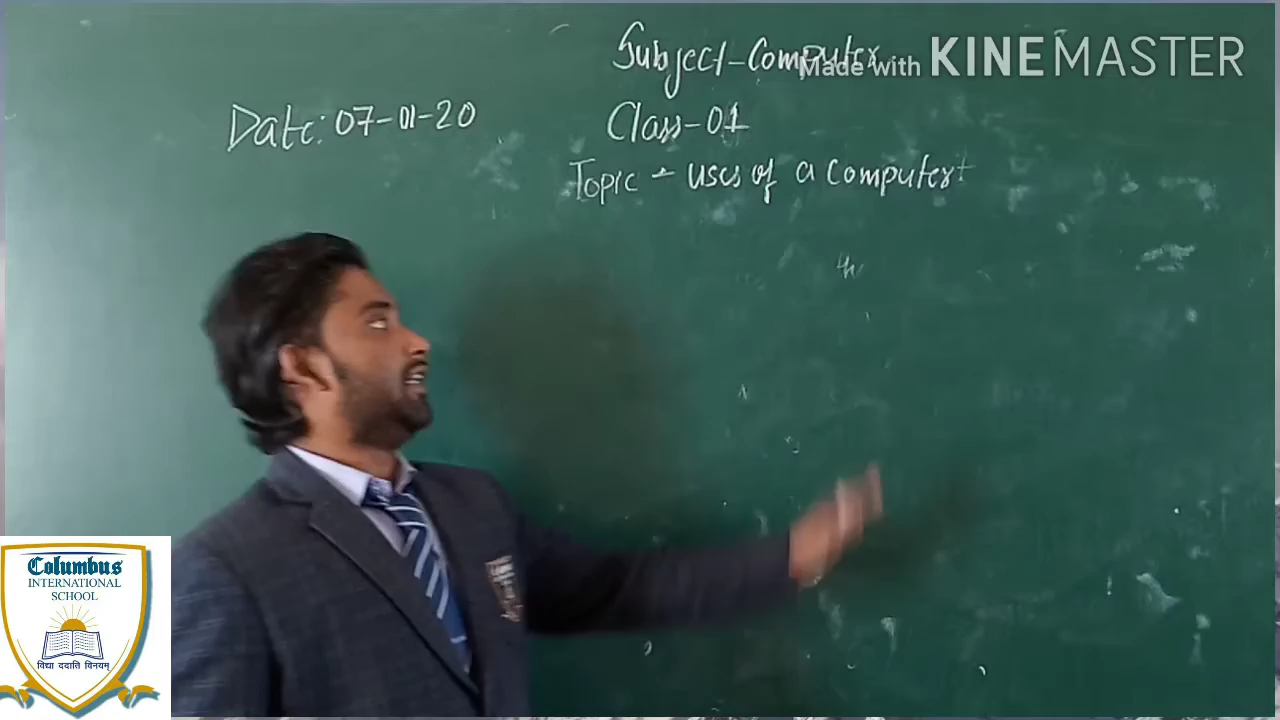 Subject-Computer
Made with KINEMASTER
Date: 07-01-20
Class-01
Topic - uses of a computer
Columbus
INTERNATIONAL
SCHOOL
विद्या ददाति विनयम्